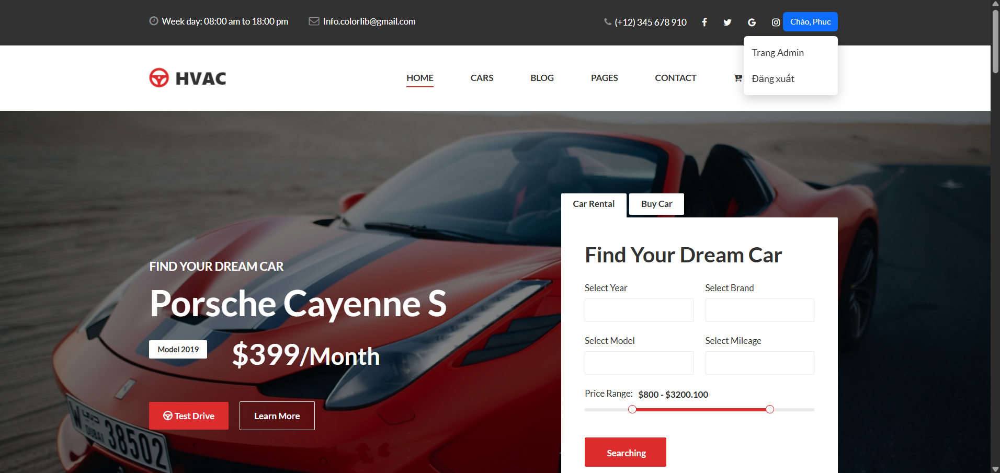 Week day: 08:00 am to 18:00 pm
Info.colorlib@gmail.com
(+12) 345 678 910
Chào, Phuc
Trang Admin
Đăng xuất
HVAC
HOME
CARS
BLOG
PAGES
CONTACT
Car Rental
Buy Car
FIND YOUR DREAM CAR
Porsche Cayenne S
Model 2019
$399/Month
Test Drive
Learn More
Find Your Dream Car
Select Year
Select Brand
Select Model
Select Mileage
Price Range: $800 - $3200.100
Searching
W DUBAI 38502